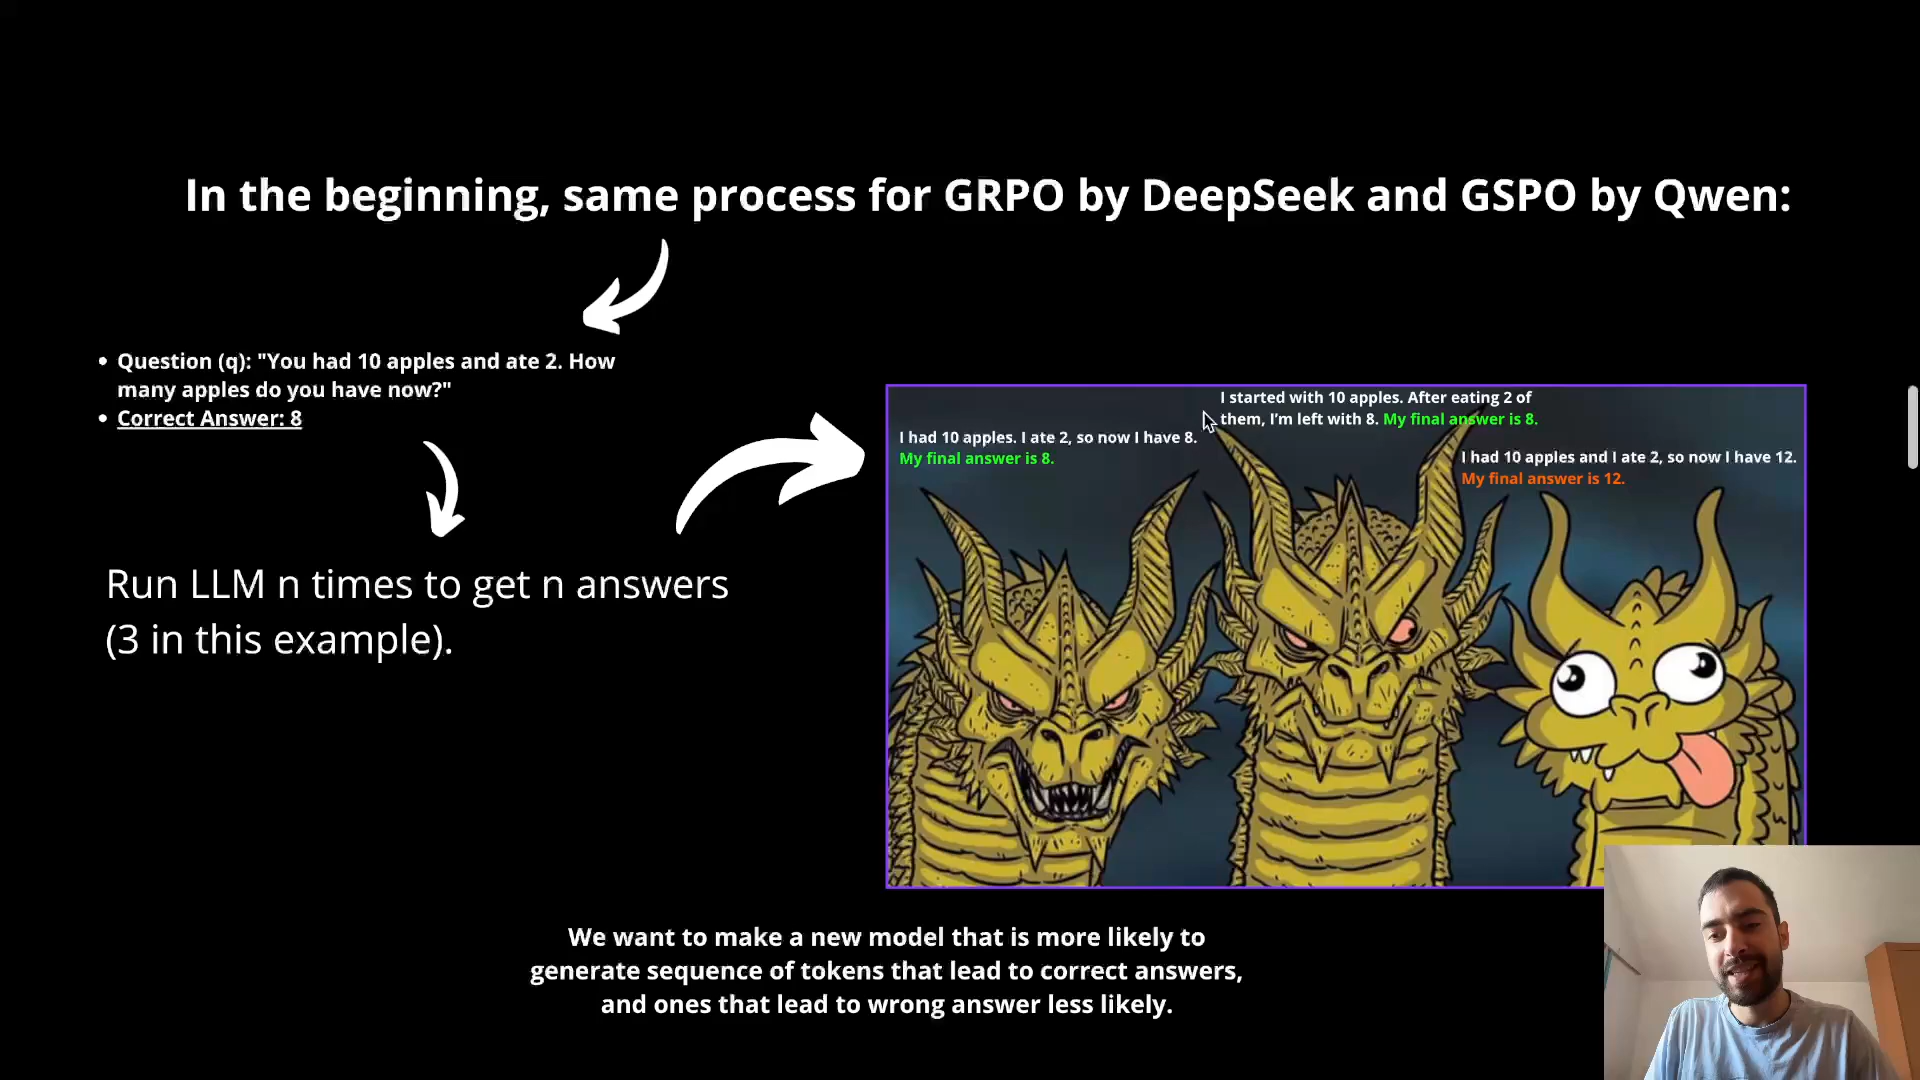 In the beginning, same process for GRPO by DeepSeek and GSPO by Qwen:
• Question (q): "You had 10 apples and ate 2. How
many apples do you have now?"
• Correct Answer: 8
Run LLM n times to get n answers
(3 in this example).
I had 10 apples. I ate 2, so now I have 8.
My final answer is 8.
I started with 10 apples. After eating 2 of
them, I'm left with 8. My final answer is 8.
I had 10 apples and I ate 2, so now I have 12.
My final answer is 12.
We want to make a new model that is more likely to
generate sequence of tokens that lead to correct answers,
and ones that lead to wrong answer less likely.